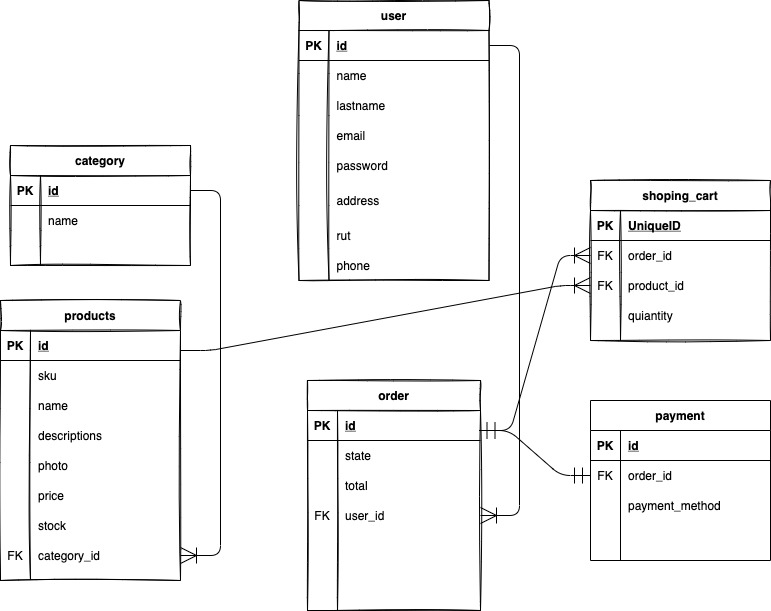 user
PK id
name
lastname
email
password
address
rut
phone
category
PK id
name
shoping_cart
PK UniqueID
FK order_id
FK product_id
quiantity
products
PK id
sku
name
descriptions
photo
price
stock
FK category_id
order
PK id
state
total
FK user_id
payment
PK id
FK order_id
payment_method